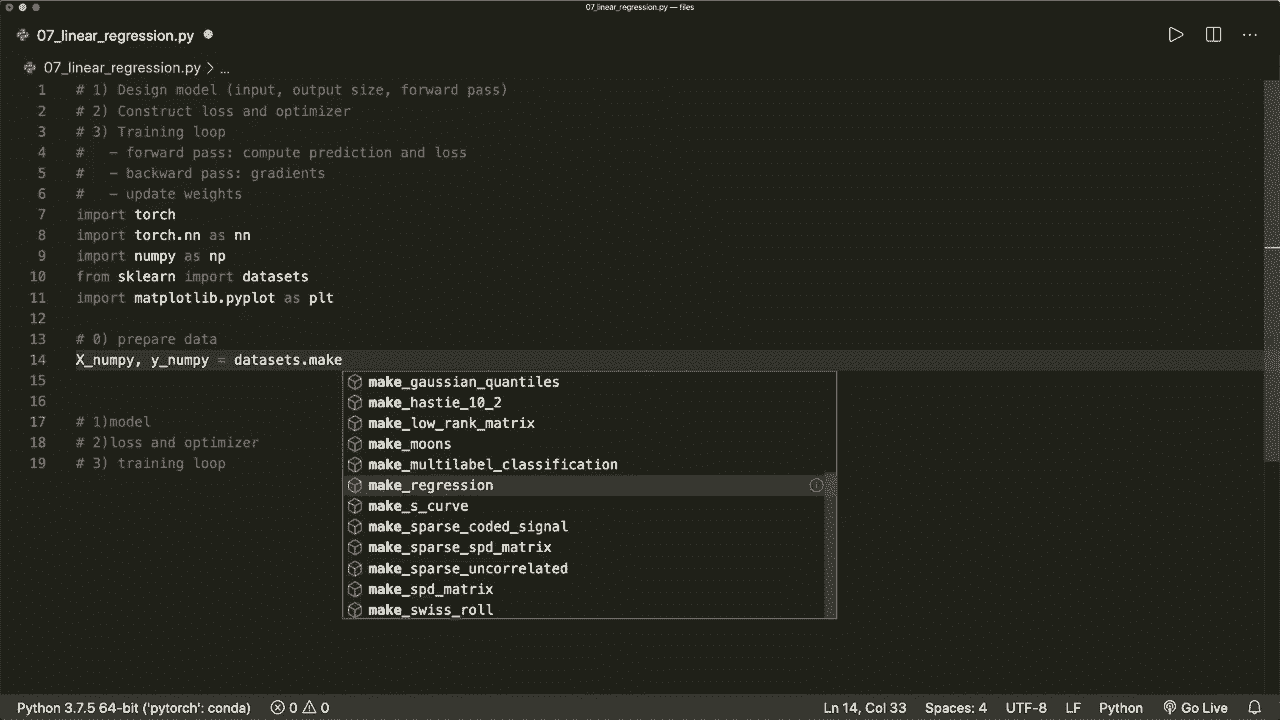 07_linear_regression.py — files
07_linear_regression.py
07_linear_regression.py > ...
1 # 1) Design model (input, output size, forward pass)
2 # 2) Construct loss and optimizer
3 # 3) Training loop
4 #   - forward pass: compute prediction and loss
5 #   - backward pass: gradients
6 #   - update weights
7 import torch
8 import torch.nn as nn
9 import numpy as np
10 from sklearn import datasets
11 import matplotlib.pyplot as plt
12
13 # 0) prepare data
14 X_numpy, y_numpy = datasets.make
15
16
17 # 1)model
18 # 2)loss and optimizer
19 # 3) training loop
make_gaussian_quantiles
make_hastie_10_2
make_low_rank_matrix
make_moons
make_multilabel_classification
make_regression
make_s_curve
make_sparse_coded_signal
make_sparse_spd_matrix
make_sparse_uncorrelated
make_spd_matrix
make_swiss_roll
Python 3.7.5 64-bit ('pytorch': conda) 0 0 Ln 14, Col 33 Spaces: 4 UTF-8 LF Python Go Live